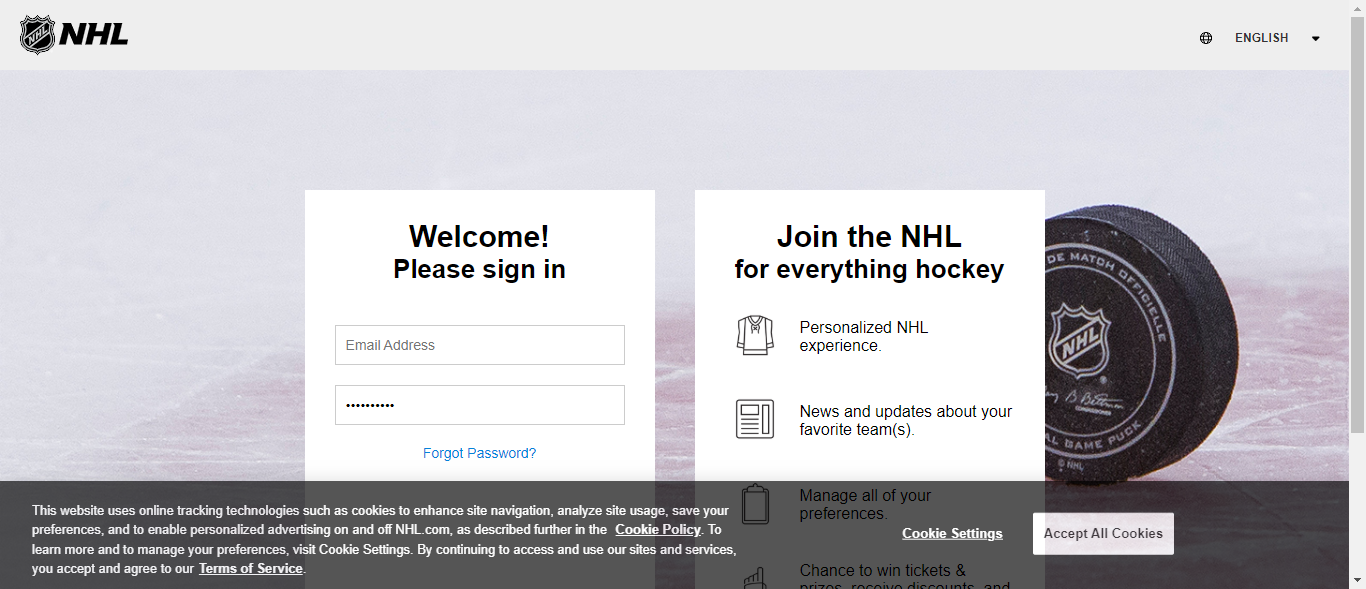 NHL
ENGLISH
Welcome!
Please sign in
Email Address
••••••••••
Forgot Password?
Join the NHL
for everything hockey
Personalized NHL
experience.
News and updates about your
favorite team(s).
Manage all of your
preferences.
Chance to win tickets &
prizes, receive discounts, and
DE MATCH OFFICIELLE
NHL
COMMISSIONER
AL GAME PUCK
© NHL
This website uses online tracking technologies such as cookies to enhance site navigation, analyze site usage, save your
preferences, and to enable personalized advertising on and off NHL.com, as described further in the Cookie Policy. To
learn more and to manage your preferences, visit Cookie Settings. By continuing to access and use our sites and services,
you accept and agree to our Terms of Service.
Cookie Settings
Accept All Cookies